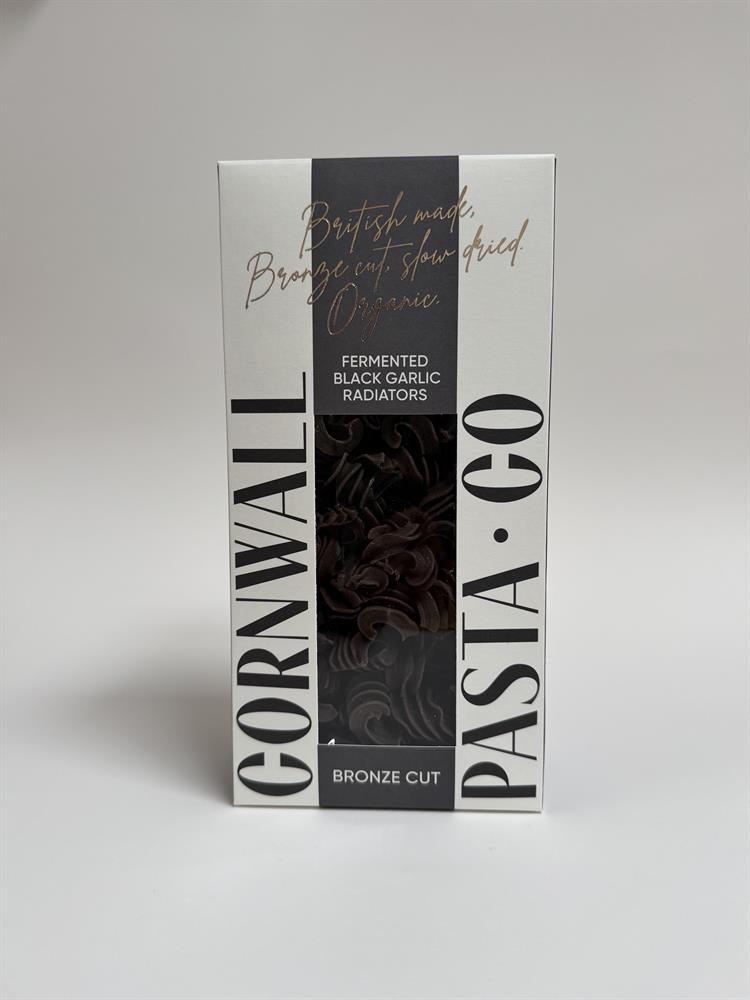 British made,
Bronze cut, slow dried.
Organic.
FERMENTED
BLACK GARLIC
RADIATORS
CORNWALL
PASTA • CO
BRONZE CUT